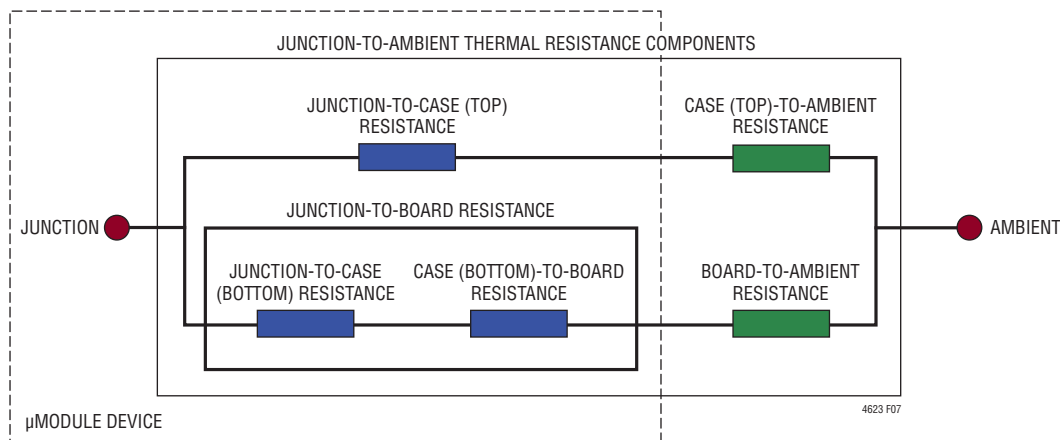 JUNCTION-TO-AMBIENT THERMAL RESISTANCE COMPONENTS
JUNCTION-TO-CASE (TOP)
RESISTANCE
CASE (TOP)-TO-AMBIENT
RESISTANCE
JUNCTION-TO-BOARD RESISTANCE
JUNCTION
AMBIENT
JUNCTION-TO-CASE
(BOTTOM) RESISTANCE
CASE (BOTTOM)-TO-BOARD
RESISTANCE
BOARD-TO-AMBIENT
RESISTANCE
4623 F07
µMODULE DEVICE